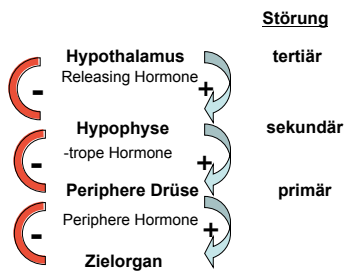 Störung
Hypothalamus tertiär
Releasing Hormone
- +
Hypophyse sekundär
-trope Hormone
- +
Periphere Drüse primär
Periphere Hormone
- +
Zielorgan